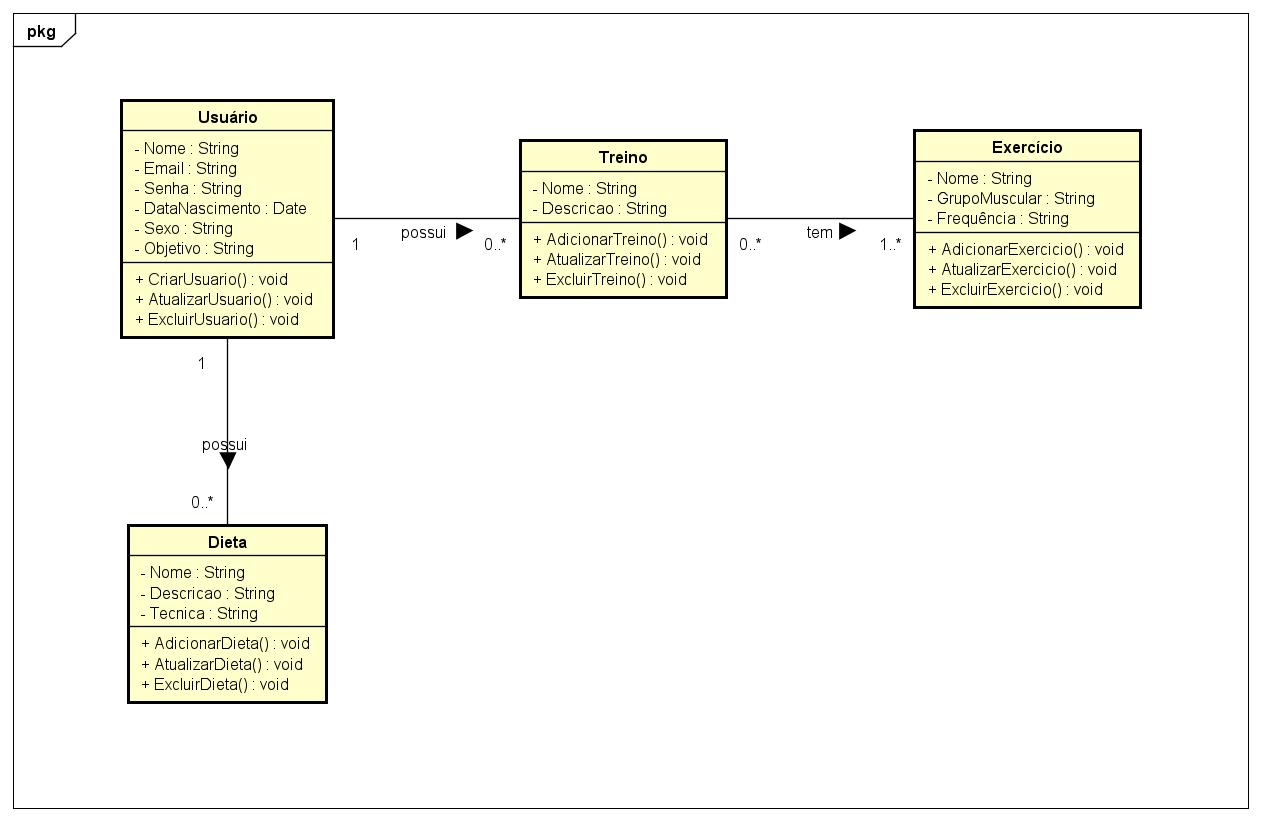 pkg
Usuário
- Nome : String
- Email : String
- Senha : String
- DataNascimento : Date
- Sexo : String
- Objetivo : String
+ CriarUsuario() : void
+ AtualizarUsuario() : void
+ ExcluirUsuario() : void
1
possui
0..*
Treino
- Nome : String
- Descricao : String
+ AdicionarTreino() : void
+ AtualizarTreino() : void
+ ExcluirTreino() : void
0..*
tem
1..*
Exercício
- Nome : String
- GrupoMuscular : String
- Frequência : String
+ AdicionarExercicio() : void
+ AtualizarExercicio() : void
+ ExcluirExercicio() : void
1
possui
0..*
Dieta
- Nome : String
- Descricao : String
- Tecnica : String
+ AdicionarDieta() : void
+ AtualizarDieta() : void
+ ExcluirDieta() : void